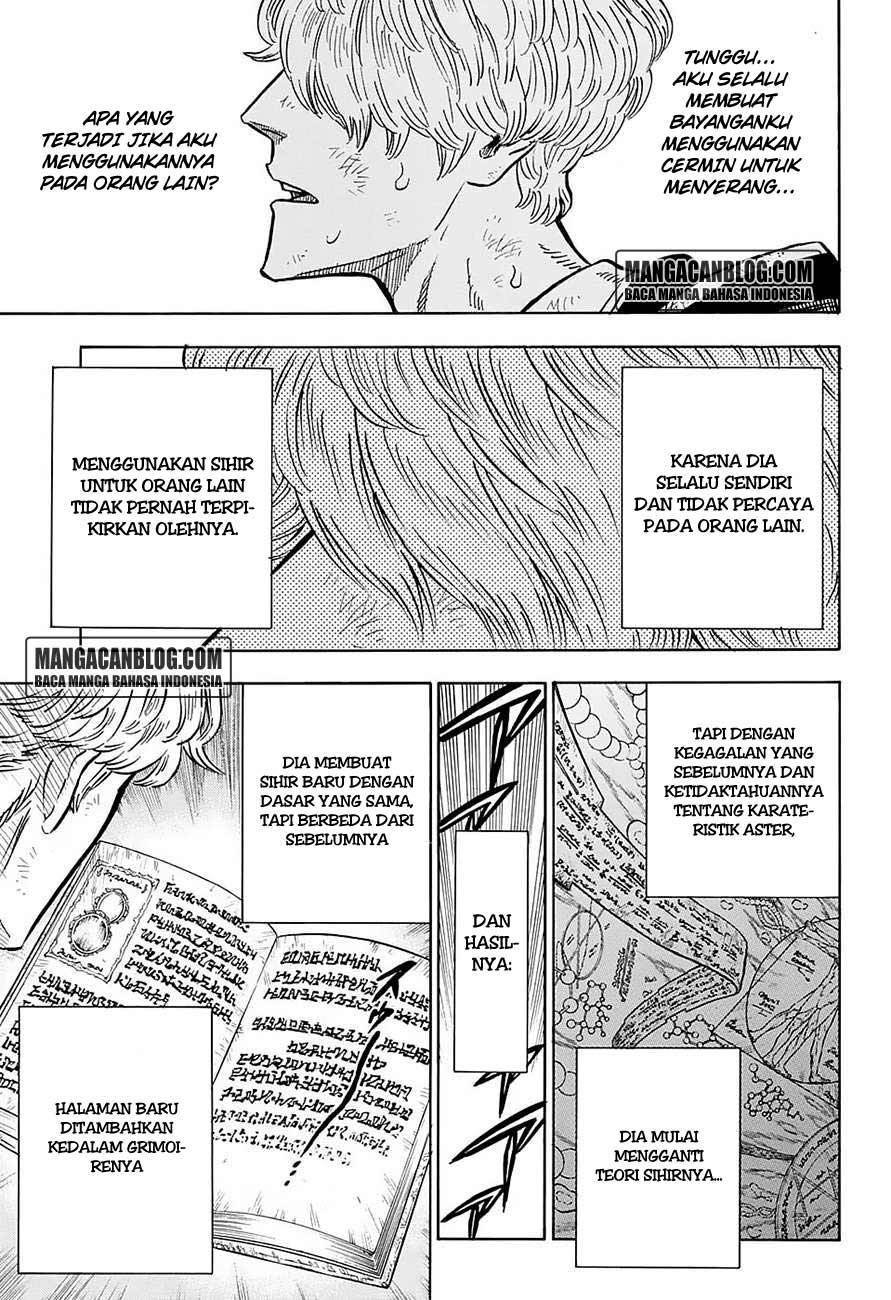 TUNGGU...
AKU SELALU
MEMBUAT
BAYANGANKU
MENGGUNAKAN
CERMIN UNTUK
MENYERANG...
APA YANG
TERJADI JIKA AKU
MENGGUNAKANNYA
PADA ORANG LAIN?
MANGACANBLOG.COM
BACA MANGA BAHASA INDONESIA
KARENA DIA
SELALU SENDIRI
DAN TIDAK PERCAYA
PADA ORANG LAIN.
MENGGUNAKAN SIHIR
UNTUK ORANG LAIN
TIDAK PERNAH TERPI-
KIRKAN OLEHNYA.
MANGACANBLOG.COM
BACA MANGA BAHASA INDONESIA
TAPI DENGAN
KEGAGALAN YANG
SEBELUMNYA DAN
KETIDAKTAHUANNYA
TENTANG KARATE-
RISTIK ASTER,
DIA MULAI
MENGGANTI
TEORI SIHIRNYA...
DAN
HASIL-
NYA:
DIA MEMBUAT
SIHIR BARU DENGAN
DASAR YANG SAMA,
TAPI BERBEDA DARI
SEBELUMNYA
HALAMAN BARU
DITAMBAHKAN
KEDALAM GRIMOI-
RENYA